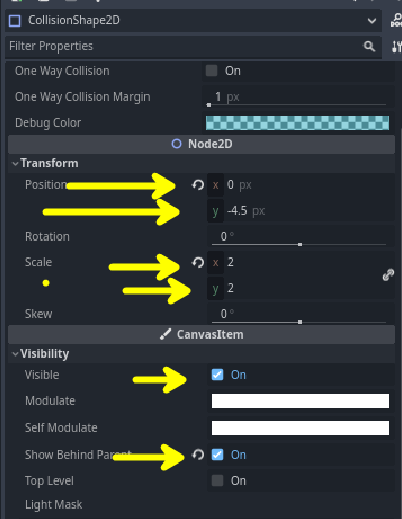 CollisionShape2D
Filter Properties
One Way Collision On
One Way Collision Margin 1 px
Debug Color
Node2D
Transform
Position x 0 px
y -4.5 px
Rotation 0 °
Scale x 2
y 2
Skew 0 °
CanvasItem
Visibility
Visible On
Modulate
Self Modulate
Show Behind Parent On
Top Level On
Light Mask